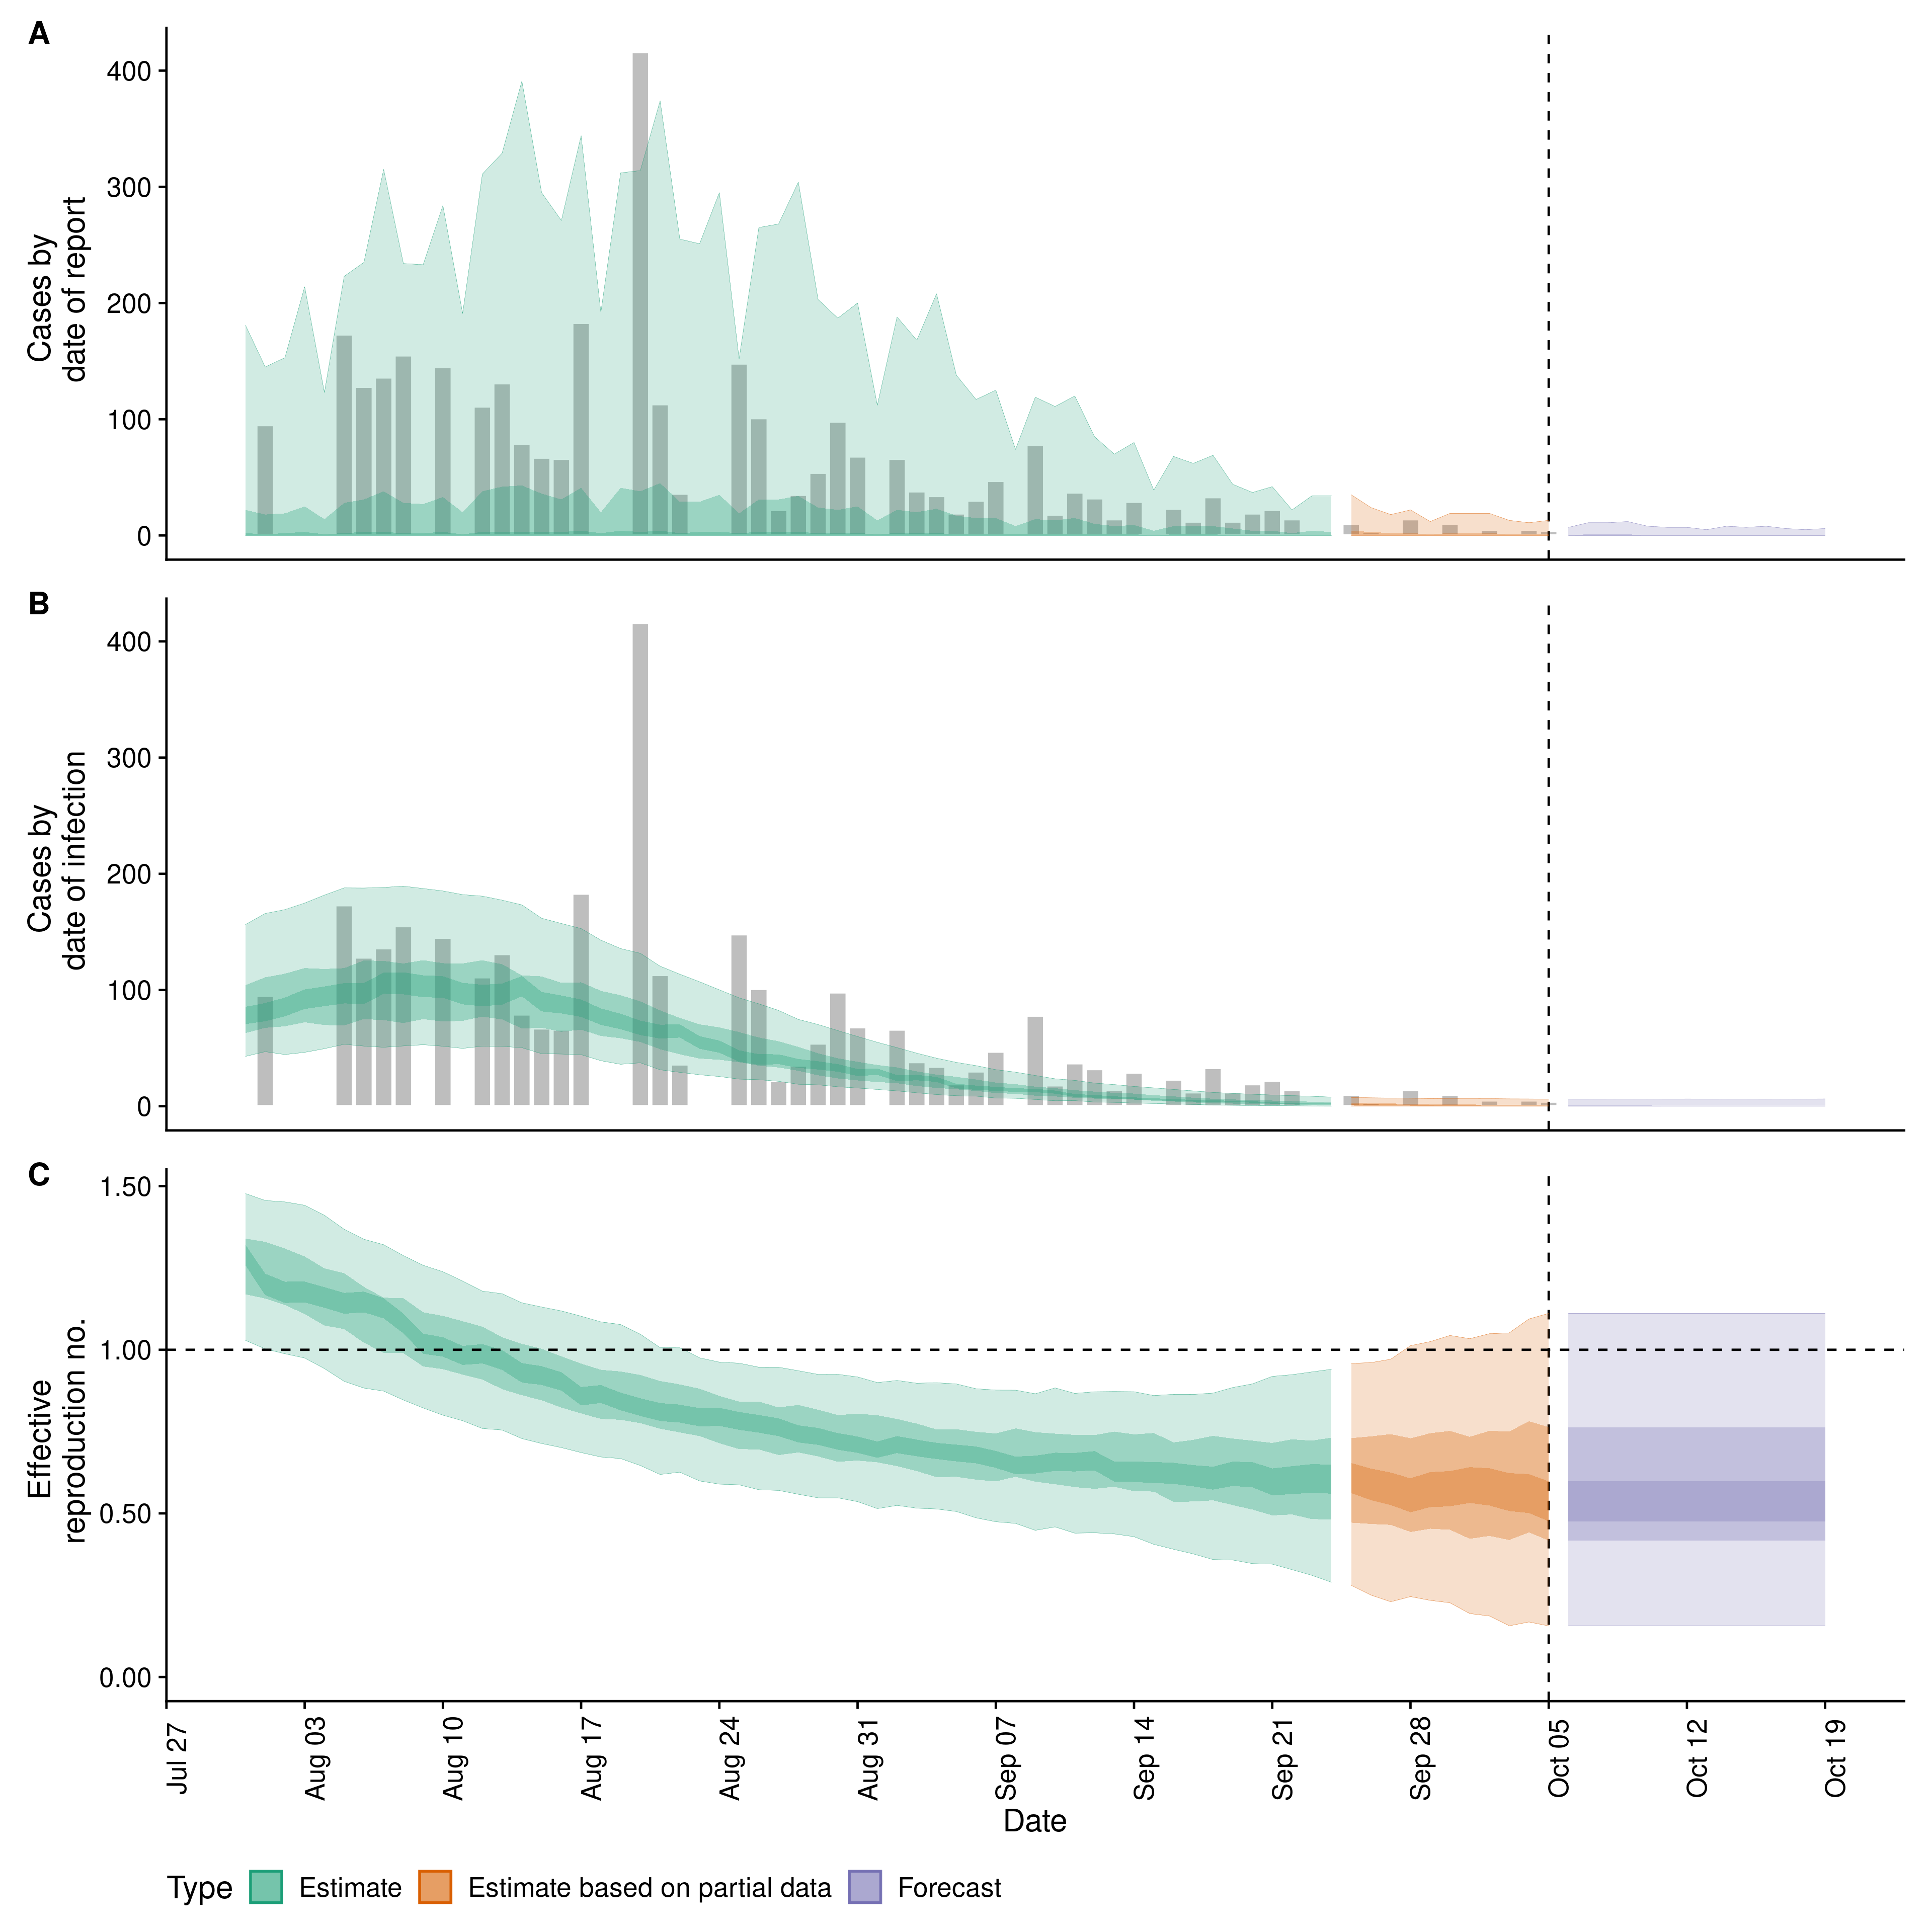 A
400
300
200
100
0
Cases by
date of report
B
400
300
200
100
0
Cases by
date of infection
C
1.50
1.00
0.50
0.00
Effective
reproduction no.
Jul 27
Aug 03
Aug 10
Aug 17
Aug 24
Aug 31
Sep 07
Sep 14
Sep 21
Sep 28
Oct 05
Oct 12
Oct 19
Date
Type Estimate Estimate based on partial data Forecast